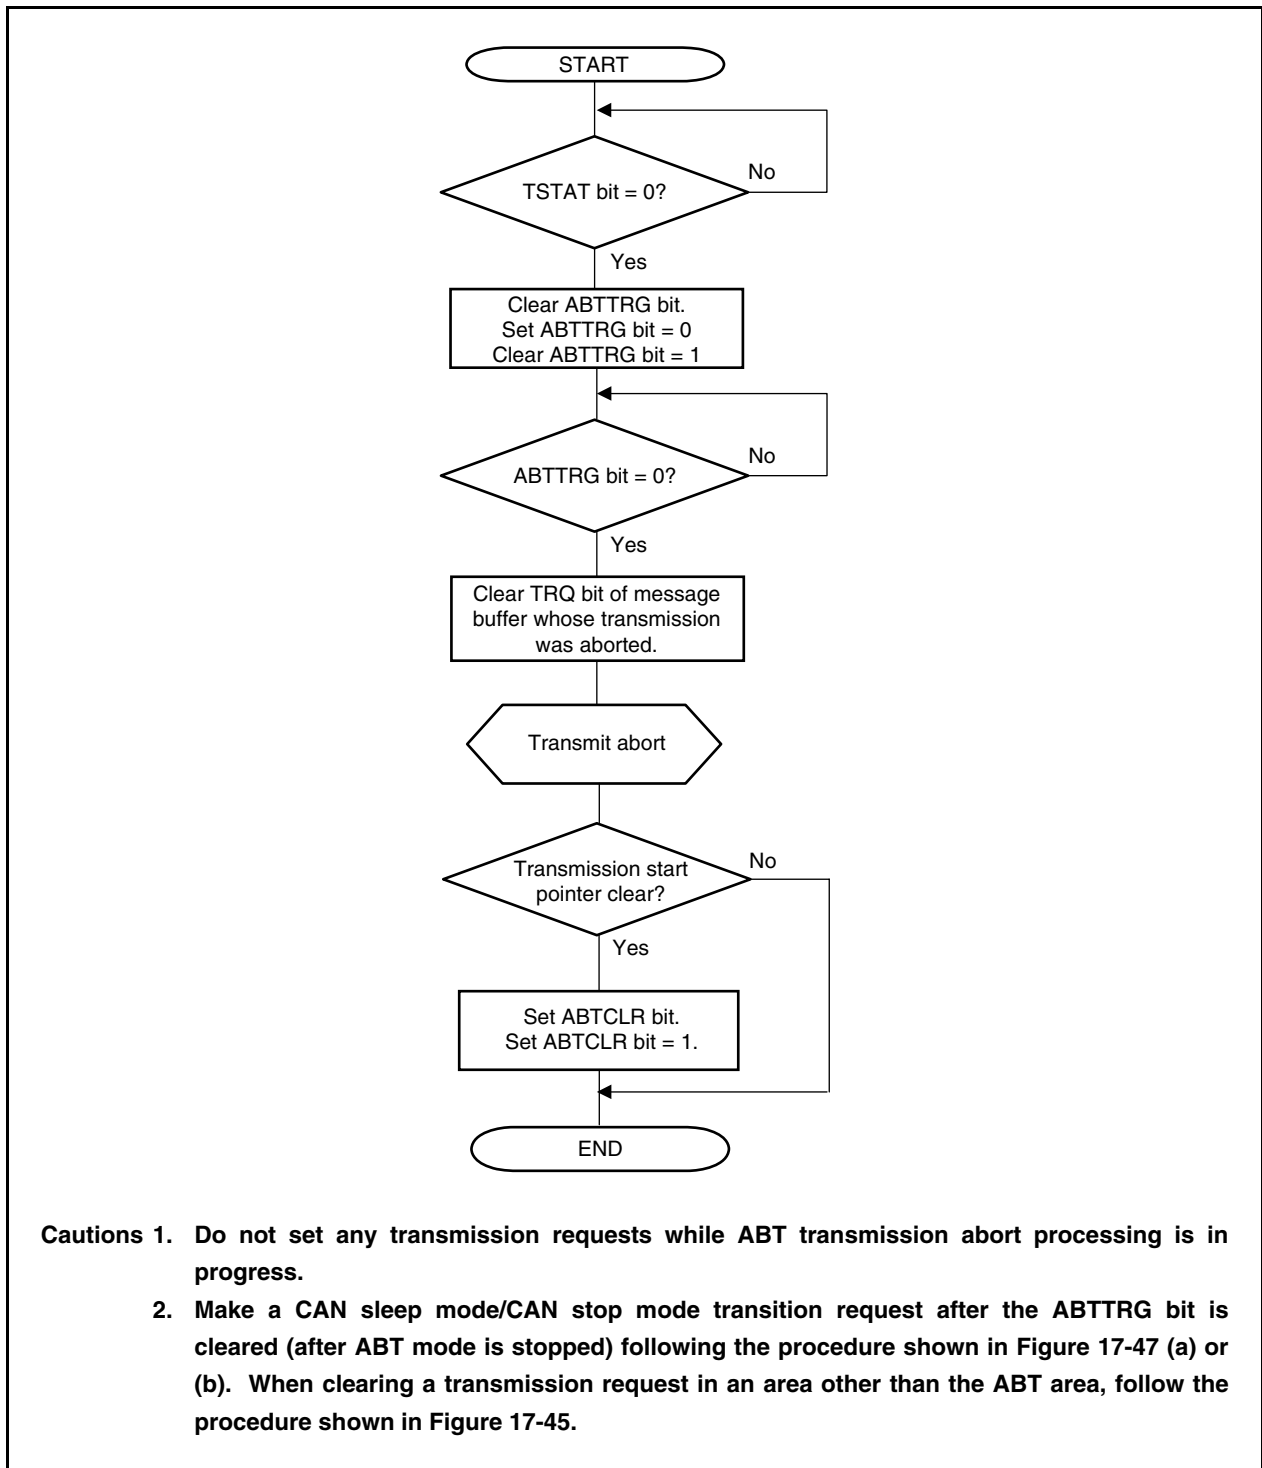 START
TSTAT bit = 0?
No
Yes
Clear ABTTRG bit.
Set ABTTRG bit = 0
Clear ABTTRG bit = 1
ABTTRG bit = 0?
No
Yes
Clear TRQ bit of message
buffer whose transmission
was aborted.
Transmit abort
Transmission start
pointer clear?
No
Yes
Set ABTCLR bit.
Set ABTCLR bit = 1.
END
Cautions 1. Do not set any transmission requests while ABT transmission abort processing is in
progress.
2. Make a CAN sleep mode/CAN stop mode transition request after the ABTTRG bit is
cleared (after ABT mode is stopped) following the procedure shown in Figure 17-47 (a) or
(b). When clearing a transmission request in an area other than the ABT area, follow the
procedure shown in Figure 17-45.